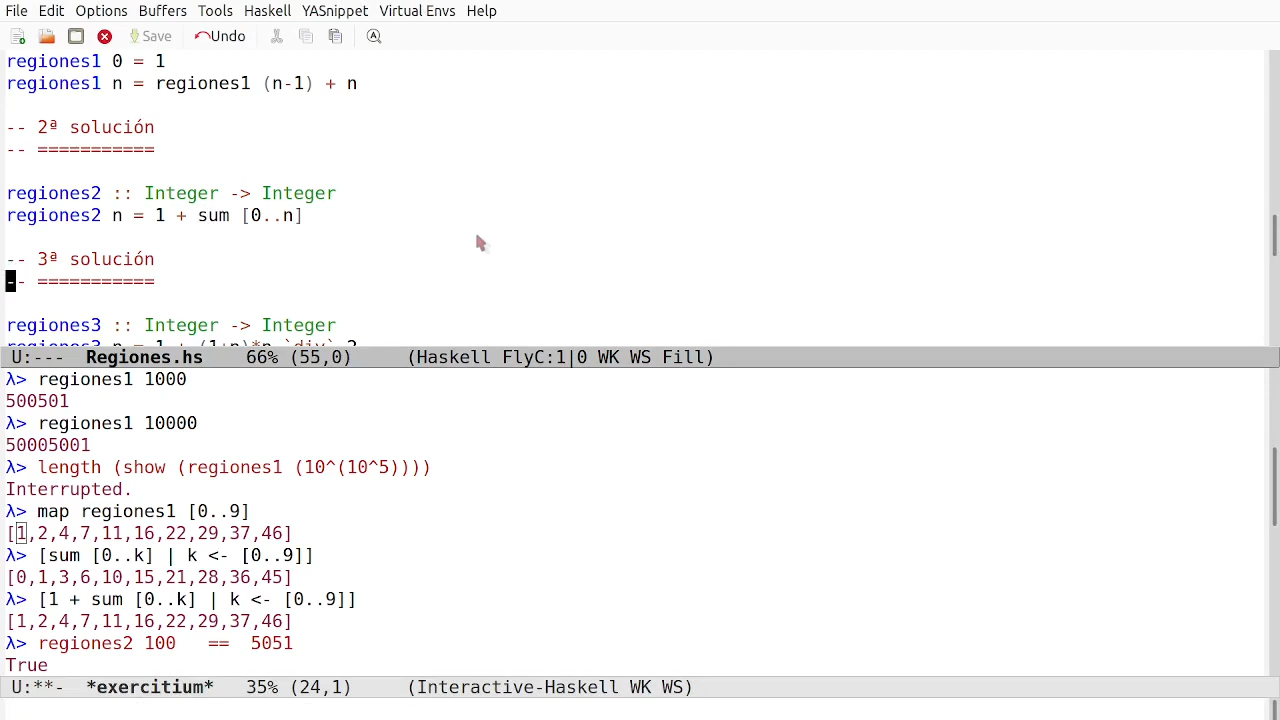 File Edit Options Buffers Tools Haskell YASnippet Virtual Envs Help
Save Undo
regiones1 0 = 1
regiones1 n = regiones1 (n-1) + n
-- 2ª solución
-- ===========
regiones2 :: Integer -> Integer
regiones2 n = 1 + sum [0..n]
-- 3ª solución
-- ===========
regiones3 :: Integer -> Integer
regiones3 n = 1 + (1+n)*n `div` 2
U:--- Regiones.hs 66% (55,0) (Haskell FlyC:1|0 WK WS Fill)
λ> regiones1 1000
500501
λ> regiones1 10000
50005001
λ> length (show (regiones1 (10^(10^5))))
Interrupted.
λ> map regiones1 [0..9]
[1,2,4,7,11,16,22,29,37,46]
λ> [sum [0..k] | k <- [0..9]]
[0,1,3,6,10,15,21,28,36,45]
λ> [1 + sum [0..k] | k <- [0..9]]
[1,2,4,7,11,16,22,29,37,46]
λ> regiones2 100 == 5051
True
U:**- *exercitium* 35% (24,1) (Interactive-Haskell WK WS)